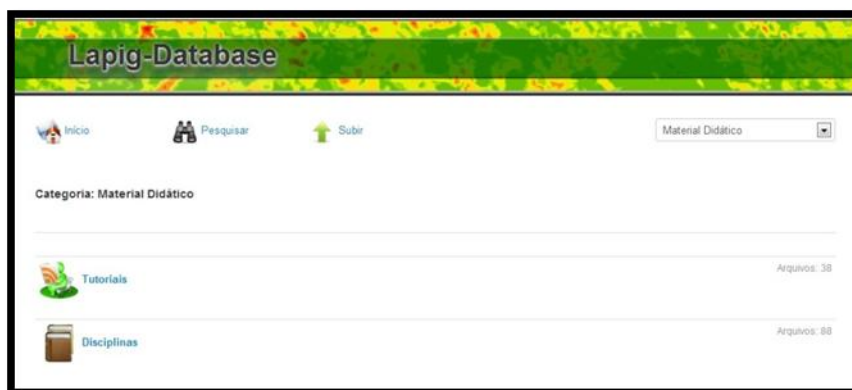 Lapig-Database
Início Pesquisar Subir Material Didático
Categoria: Material Didático
Tutoriais Arquivos: 38
Disciplinas Arquivos: 88